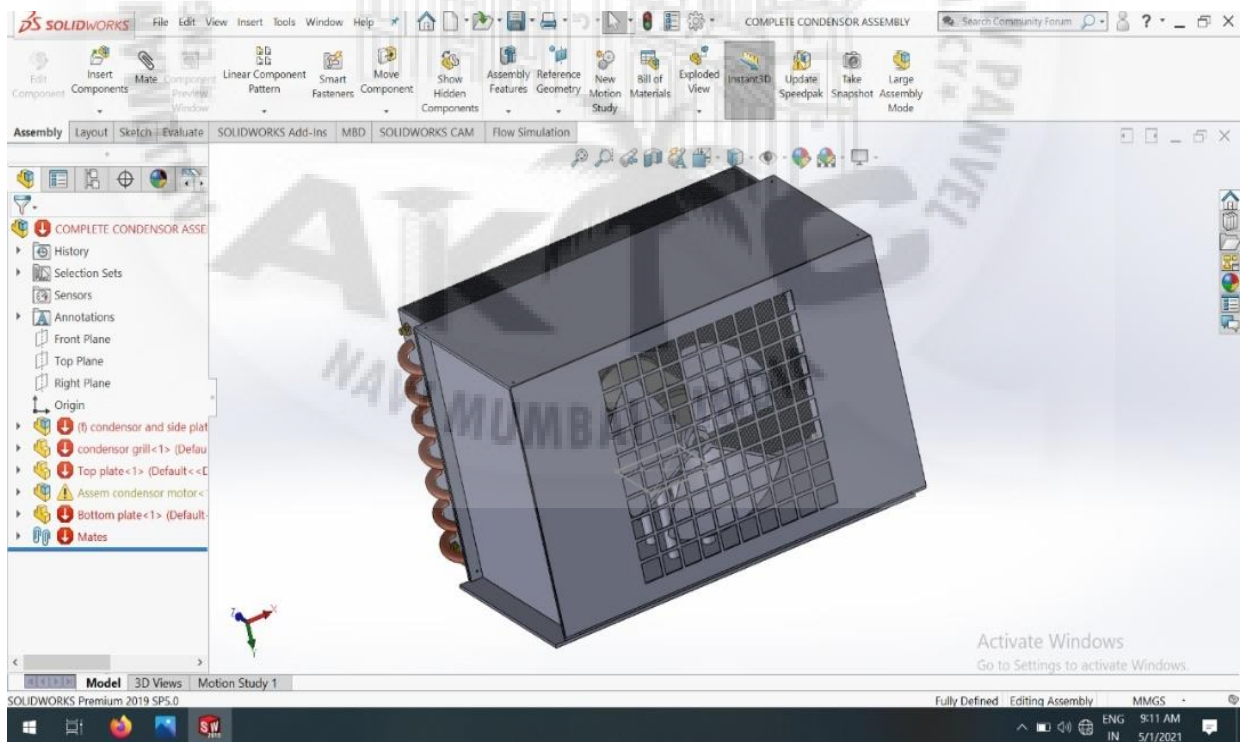 SOLIDWORKS File Edit View Insert Tools Window Help COMPLETE CONDENSOR ASSEMBLY Search Community Forum
Edit Component
Insert Components
Mate
Component Preview Window
Linear Component Pattern
Smart Fasteners
Move Component
Show Hidden Components
Assembly Features
Reference Geometry
New Motion Study
Bill of Materials
Exploded View
Instant3D
Update Speedpak
Take Snapshot
Large Assembly Mode
Assembly Layout Sketch Evaluate SOLIDWORKS Add-Ins MBD SOLIDWORKS CAM Flow Simulation
COMPLETE CONDENSOR ASSE
History
Selection Sets
Sensors
Annotations
Front Plane
Top Plane
Right Plane
Origin
(f) condensor and side plat
condensor grill<1> (Defau
Top plate<1> (Default<<D
Assem condensor motor<
Bottom plate<1> (Default-
Mates
AKTC
NAVI MUMBAI
PANVEL
Z X
Y
Activate Windows
Go to Settings to activate Windows.
Model 3D Views Motion Study 1
SOLIDWORKS Premium 2019 SP5.0 Fully Defined Editing Assembly MMGS
ENG 9:11 AM
IN 5/1/2021